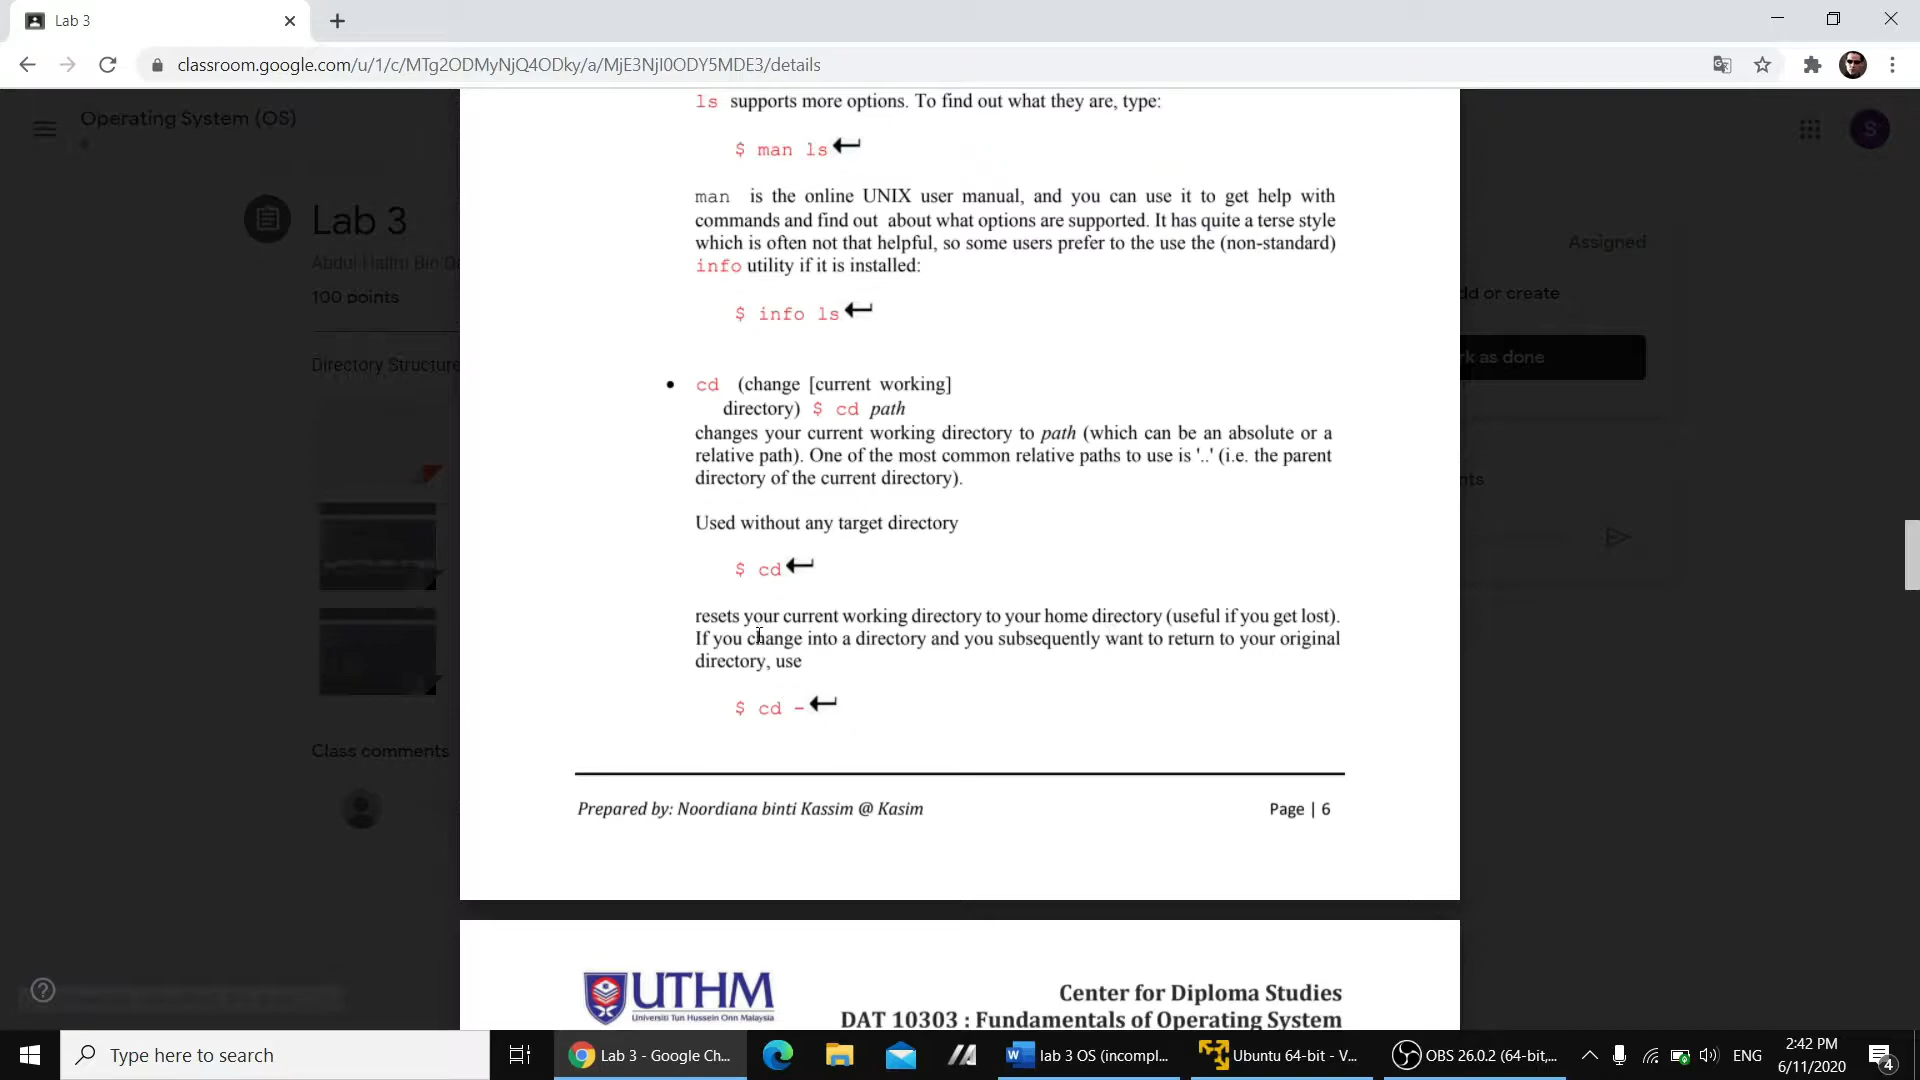 Lab 3
classroom.google.com/u/1/c/MTg2ODMyNjQ4ODky/a/MjE3NjI0ODY5MDE3/details
Operating System (OS)
S
Lab 3
100 points
Directory Structure
Class comments
Assigned
dd or create
rk as done
nts
ls supports more options. To find out what they are, type:
$ man ls
man is the online UNIX user manual, and you can use it to get help with
commands and find out about what options are supported. It has quite a terse style
which is often not that helpful, so some users prefer to the use the (non-standard)
info utility if it is installed:
$ info ls
• cd (change [current working]
directory) $ cd path
changes your current working directory to path (which can be an absolute or a
relative path). One of the most common relative paths to use is '..' (i.e. the parent
directory of the current directory).
Used without any target directory
$ cd
resets your current working directory to your home directory (useful if you get lost).
If you change into a directory and you subsequently want to return to your original
directory, use
$ cd -
Prepared by: Noordiana binti Kassim @ Kasim
Page | 6
UTHM
Universiti Tun Hussein Onn Malaysia
Center for Diploma Studies
DAT 10303 : Fundamentals of Operating System
Type here to search
Lab 3 - Google Ch...
lab 3 OS (incompl...
Ubuntu 64-bit - V...
OBS 26.0.2 (64-bit,...
ENG
2:42 PM
6/11/2020
4